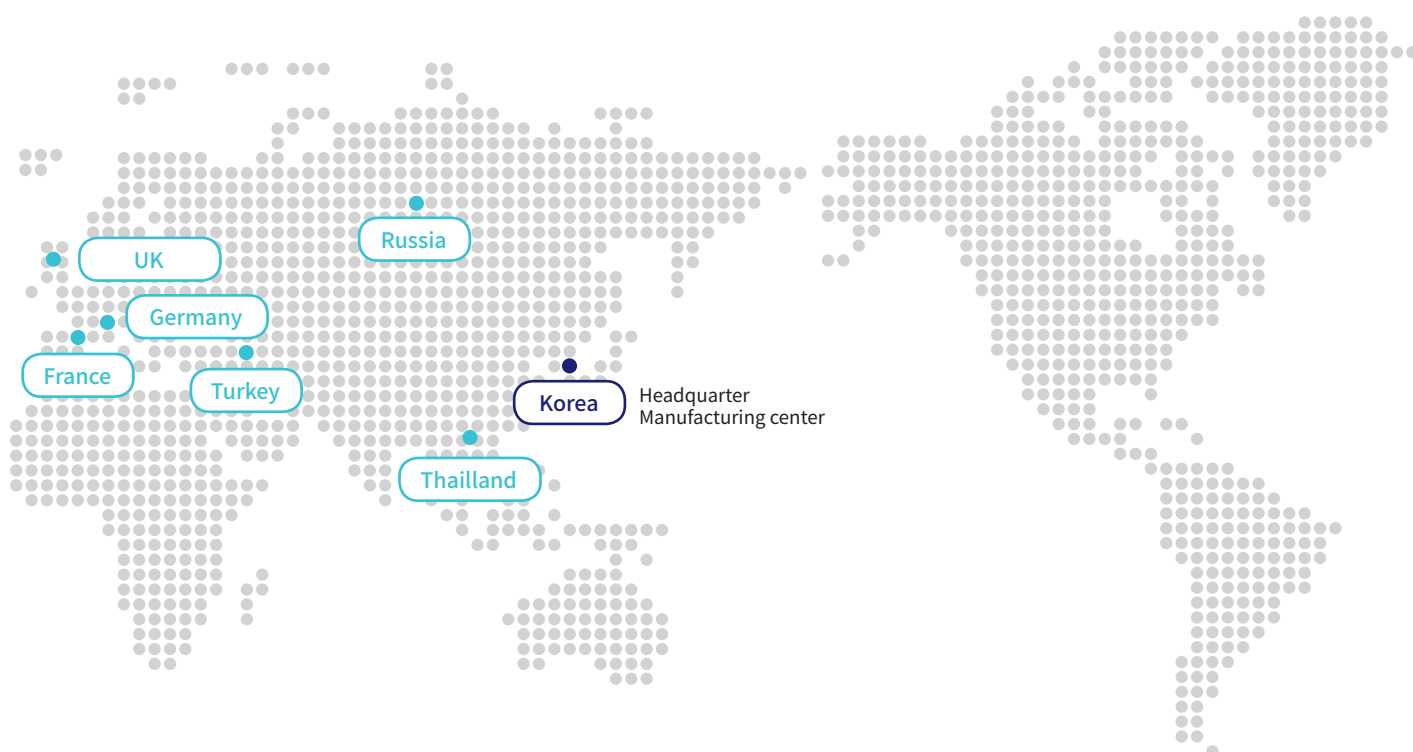 Russia
UK
Germany
France
Turkey
Korea
Headquarter
Manufacturing center
Thailland